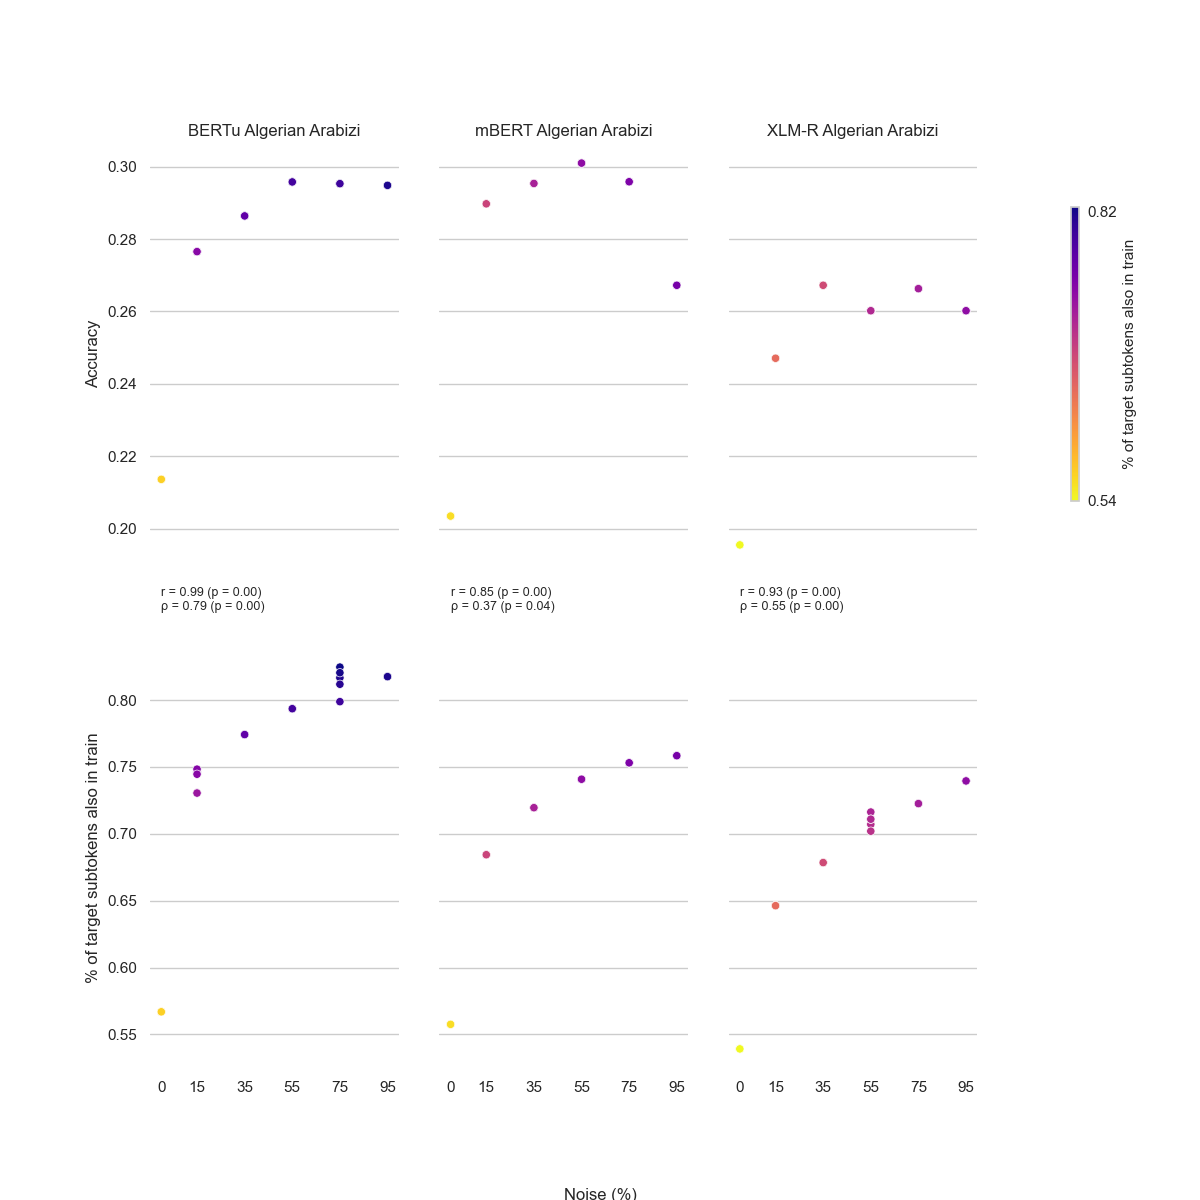 BERTu Algerian Arabizi
mBERT Algerian Arabizi
XLM-R Algerian Arabizi
Accuracy
0.30
0.28
0.26
0.24
0.22
0.20
0.82
0.54
% of target subtokens also in train
r = 0.99 (p = 0.00)
ρ = 0.79 (p = 0.00)
r = 0.85 (p = 0.00)
ρ = 0.37 (p = 0.04)
r = 0.93 (p = 0.00)
ρ = 0.55 (p = 0.00)
% of target subtokens also in train
0.80
0.75
0.70
0.65
0.60
0.55
0 15 35 55 75 95
0 15 35 55 75 95
0 15 35 55 75 95
Noise (%)